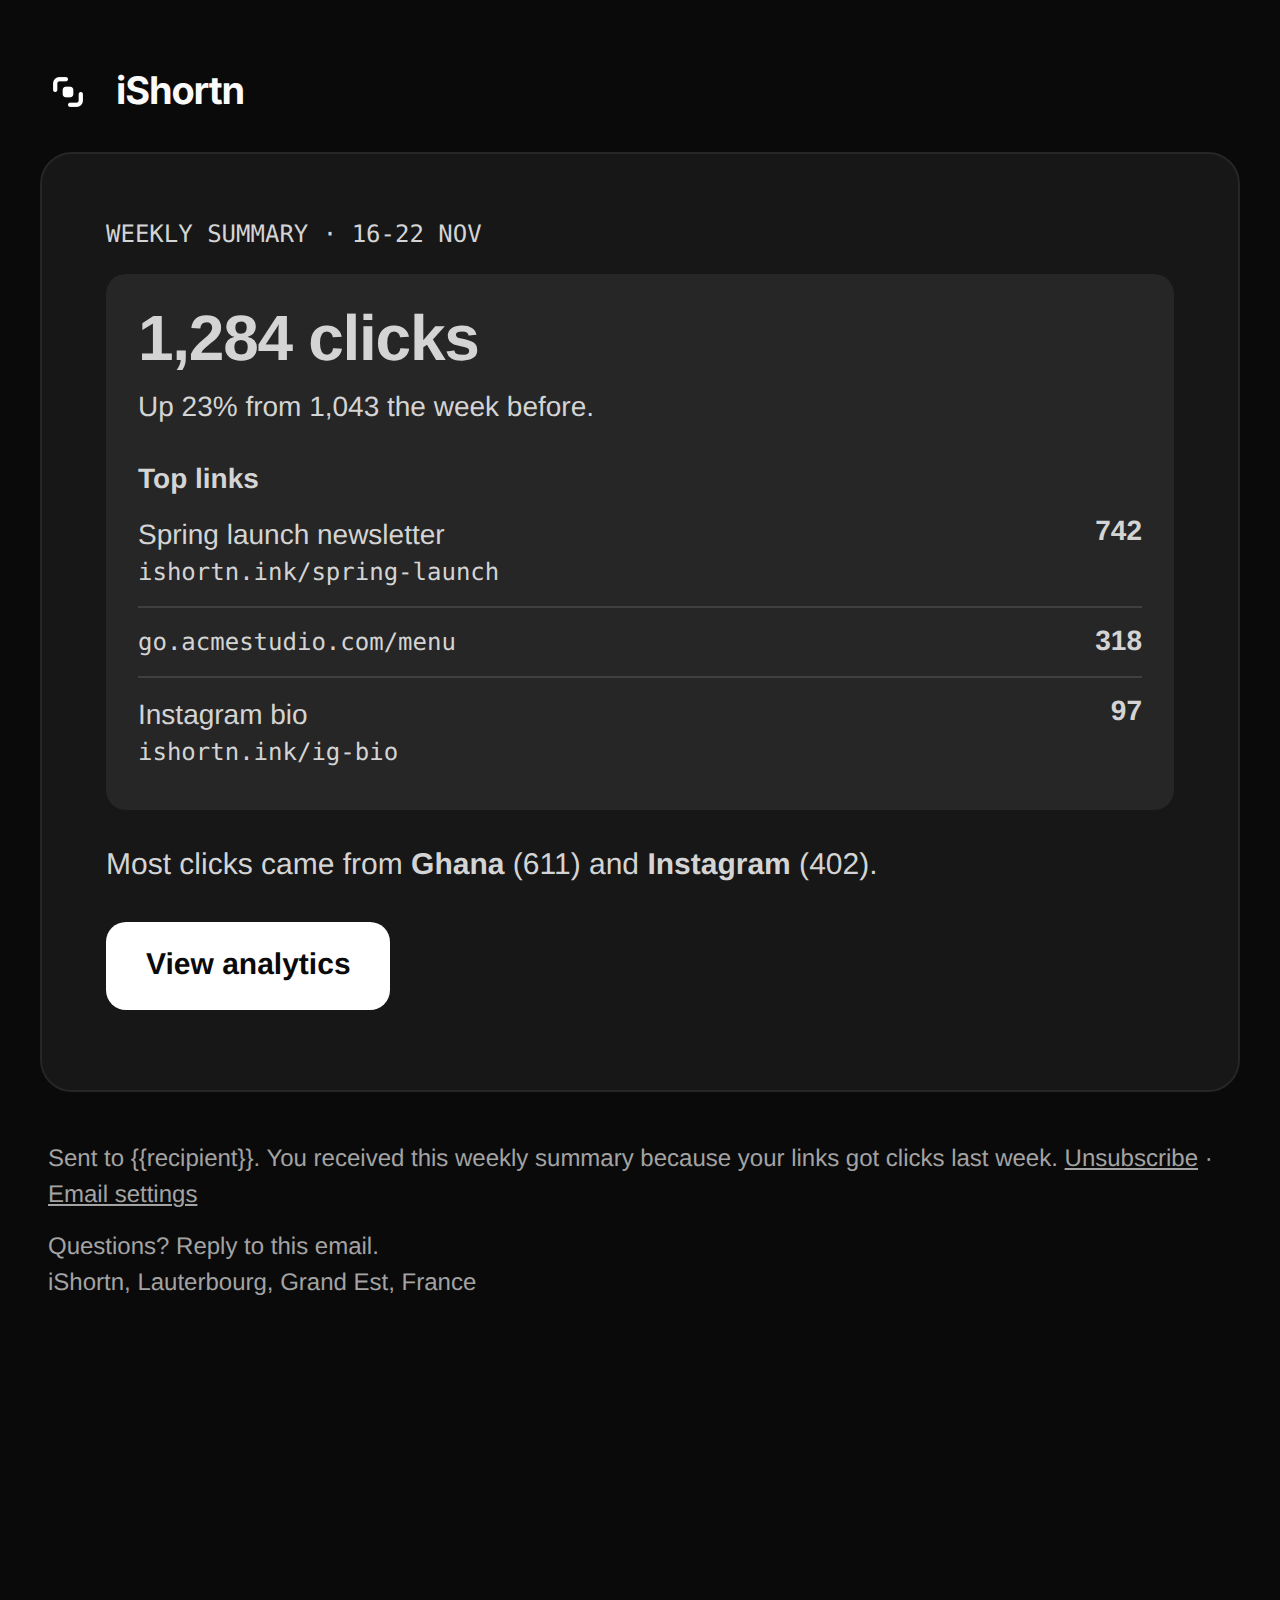 iShortn
WEEKLY SUMMARY · 16-22 NOV
1,284 clicks
Up 23% from 1,043 the week before.
Top links
Spring launch newsletter 742
ishortn.ink/spring-launch
go.acmestudio.com/menu 318
Instagram bio 97
ishortn.ink/ig-bio
Most clicks came from Ghana (611) and Instagram (402).
View analytics
Sent to {{recipient}}. You received this weekly summary because your links got clicks last week. Unsubscribe ·
Email settings
Questions? Reply to this email.
iShortn, Lauterbourg, Grand Est, France